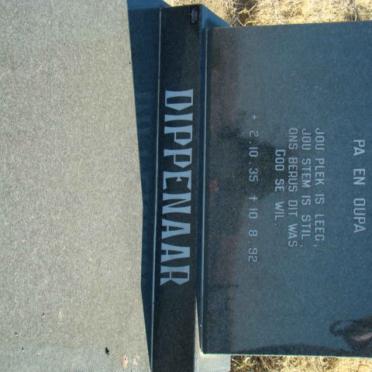 PA EN OUPA
JOU PLEK IS LEEG,
JOU STEM IS STIL,
ONS BERUS DIT WAS
GOD SE WIL
* 2.10.35 † 10 8 92
DIPPENAAR